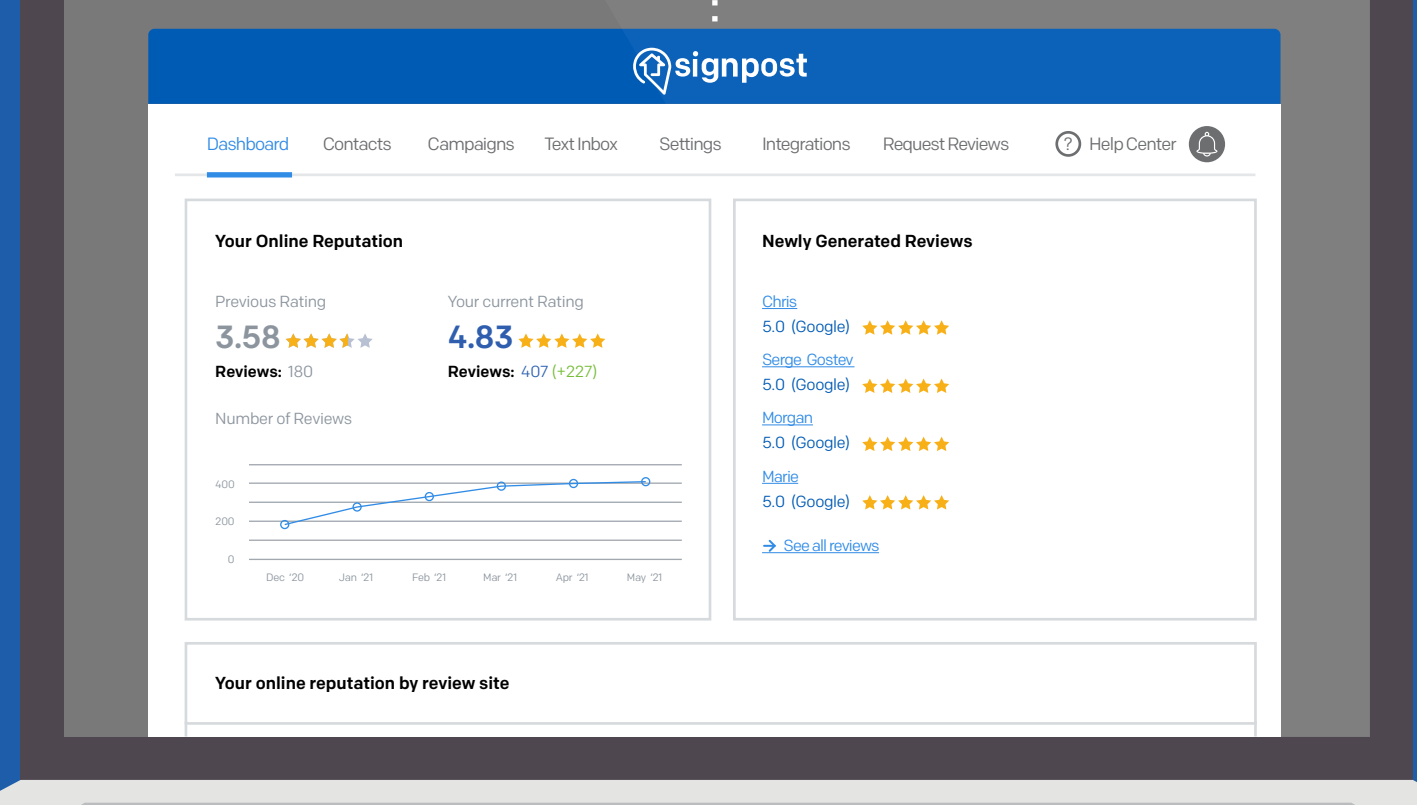 signpost
Dashboard Contacts Campaigns Text Inbox Settings Integrations Request Reviews ? Help Center
Your Online Reputation
Previous Rating Your current Rating
3.58 4.83
Reviews: 180 Reviews: 407 (+227)
Number of Reviews
400
200
0
Dec '20 Jan '21 Feb '21 Mar '21 Apr '21 May '21
Newly Generated Reviews
Chris
5.0 (Google)
Serge Gostev
5.0 (Google)
Morgan
5.0 (Google)
Marie
5.0 (Google)
→ See all reviews
Your online reputation by review site